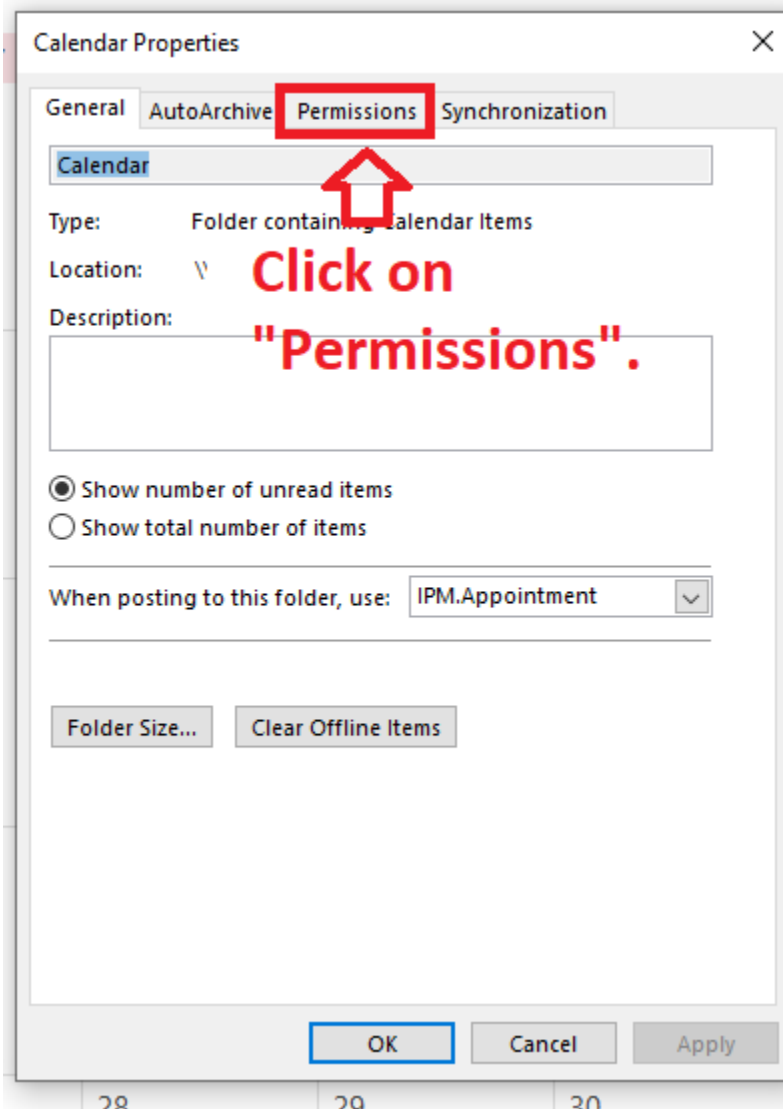 Calendar Properties
General AutoArchive Permissions Synchronization
Calendar
Type: Folder containing Calendar Items
Location: \\
Click on
Description:
"Permissions".
Show number of unread items
Show total number of items
When posting to this folder, use: IPM.Appointment
Folder Size... Clear Offline Items
OK Cancel Apply
28 29 30